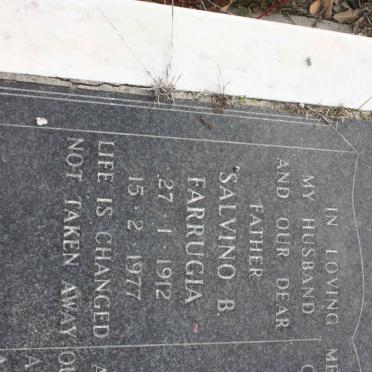 IN LOVING
MY HUSBAND
AND OUR DEAR
FATHER
SALVINO B.
FARRUGIA
27·1·1912
15·2·1977
LIFE IS CHANGED
NOT TAKEN AWAY